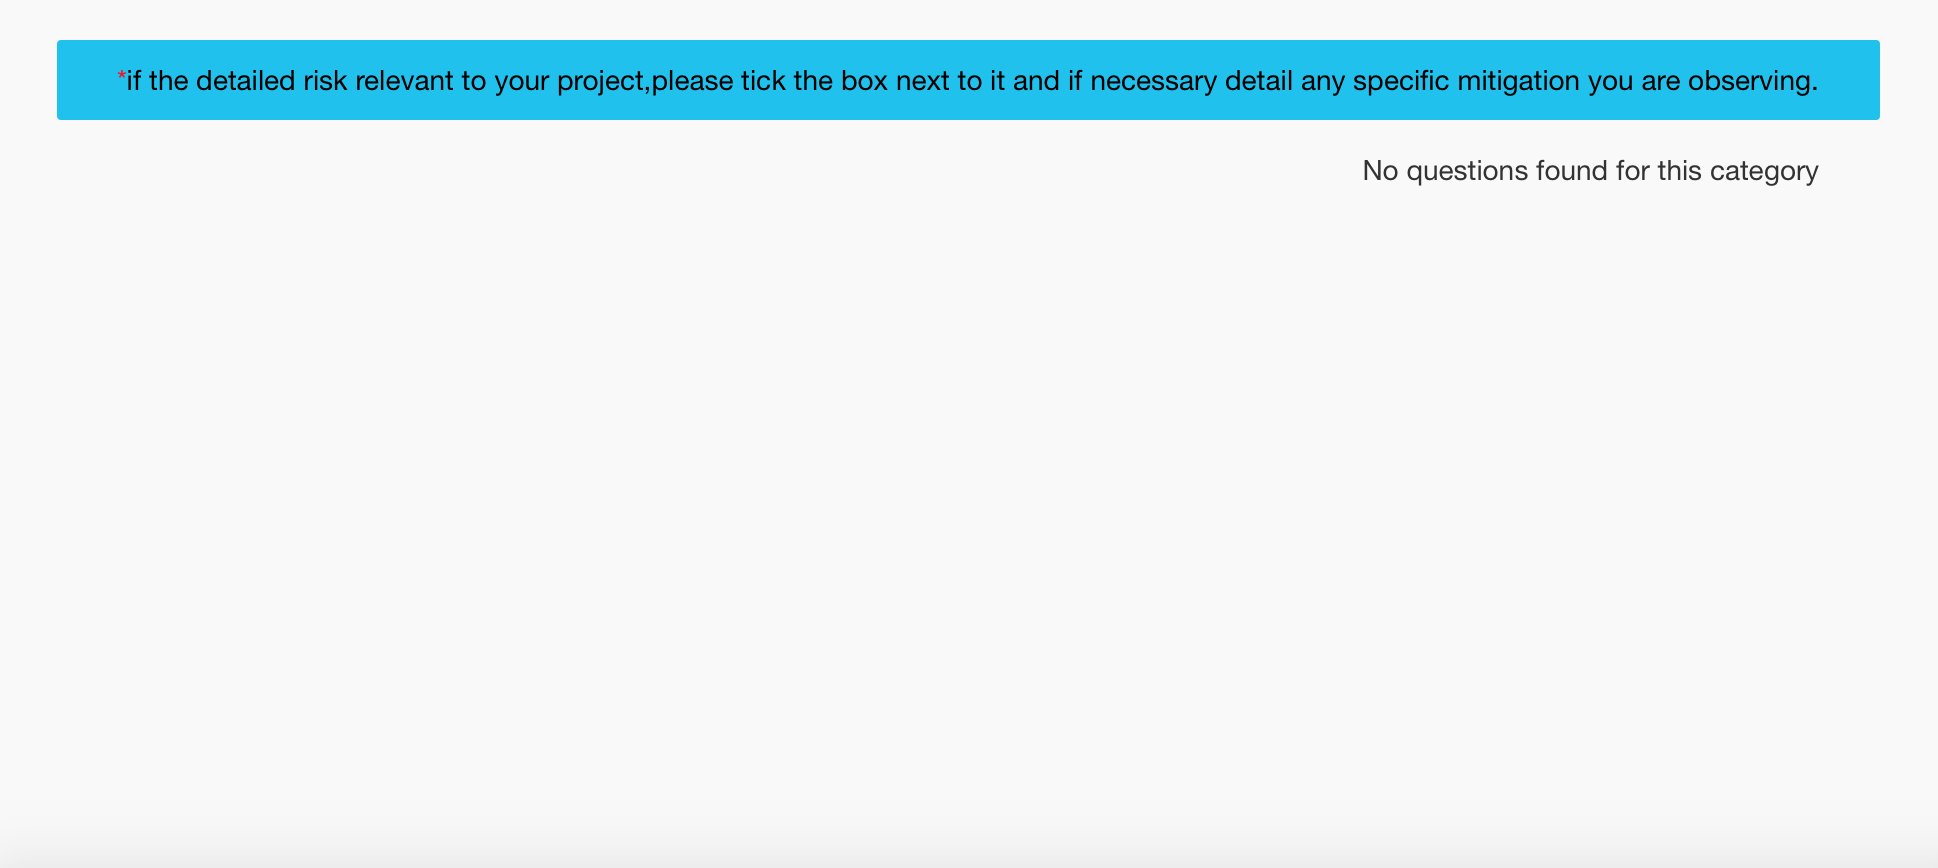 *if the detailed risk relevant to your project,please tick the box next to it and if necessary detail any specific mitigation you are observing.
No questions found for this category